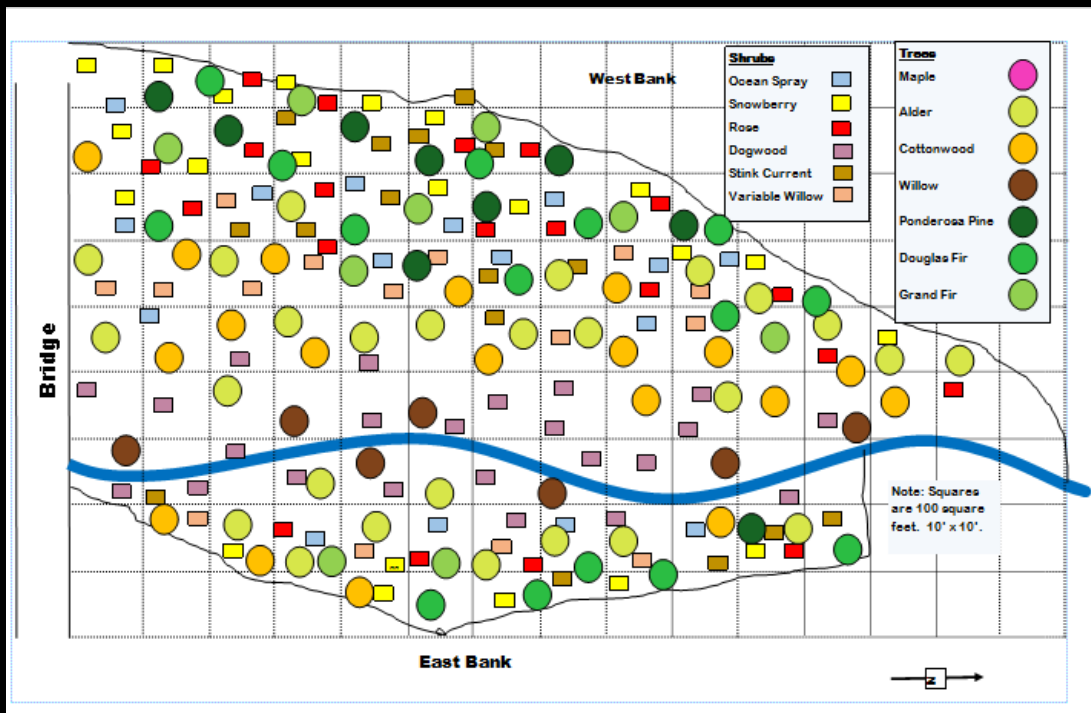 West Bank
Shrubs
Ocean Spray
Snowberry
Rose
Dogwood
Stink Current
Variable Willow
Trees
Maple
Alder
Cottonwood
Willow
Ponderosa Pine
Douglas Fir
Grand Fir
Bridge
Note: Squares
are 100 square
feet. 10' x 10'.
East Bank
N